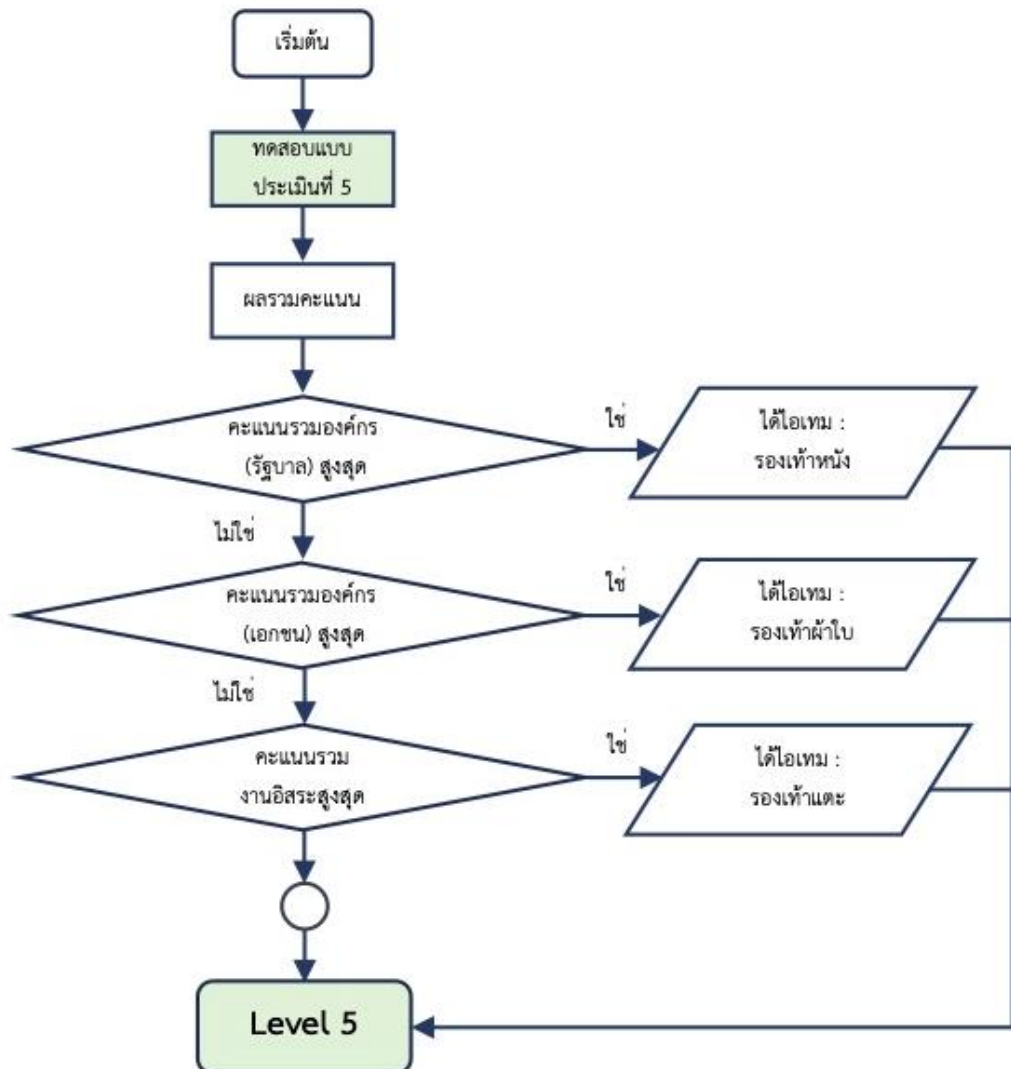 เริ่มต้น
ทดสอบแบบ
ประเมินที่ 5
ผลรวมคะแนน
คะแนนรวมองค์กร
(รัฐบาล) สูงสุด
ใช่
ได้ไอเทม :
รองเท้าหนัง
ไม่ใช่
คะแนนรวมองค์กร
(เอกชน) สูงสุด
ใช่
ได้ไอเทม :
รองเท้าผ้าใบ
ไม่ใช่
คะแนนรวม
งานอิสระสูงสุด
ใช่
ได้ไอเทม :
รองเท้าแตะ
Level 5